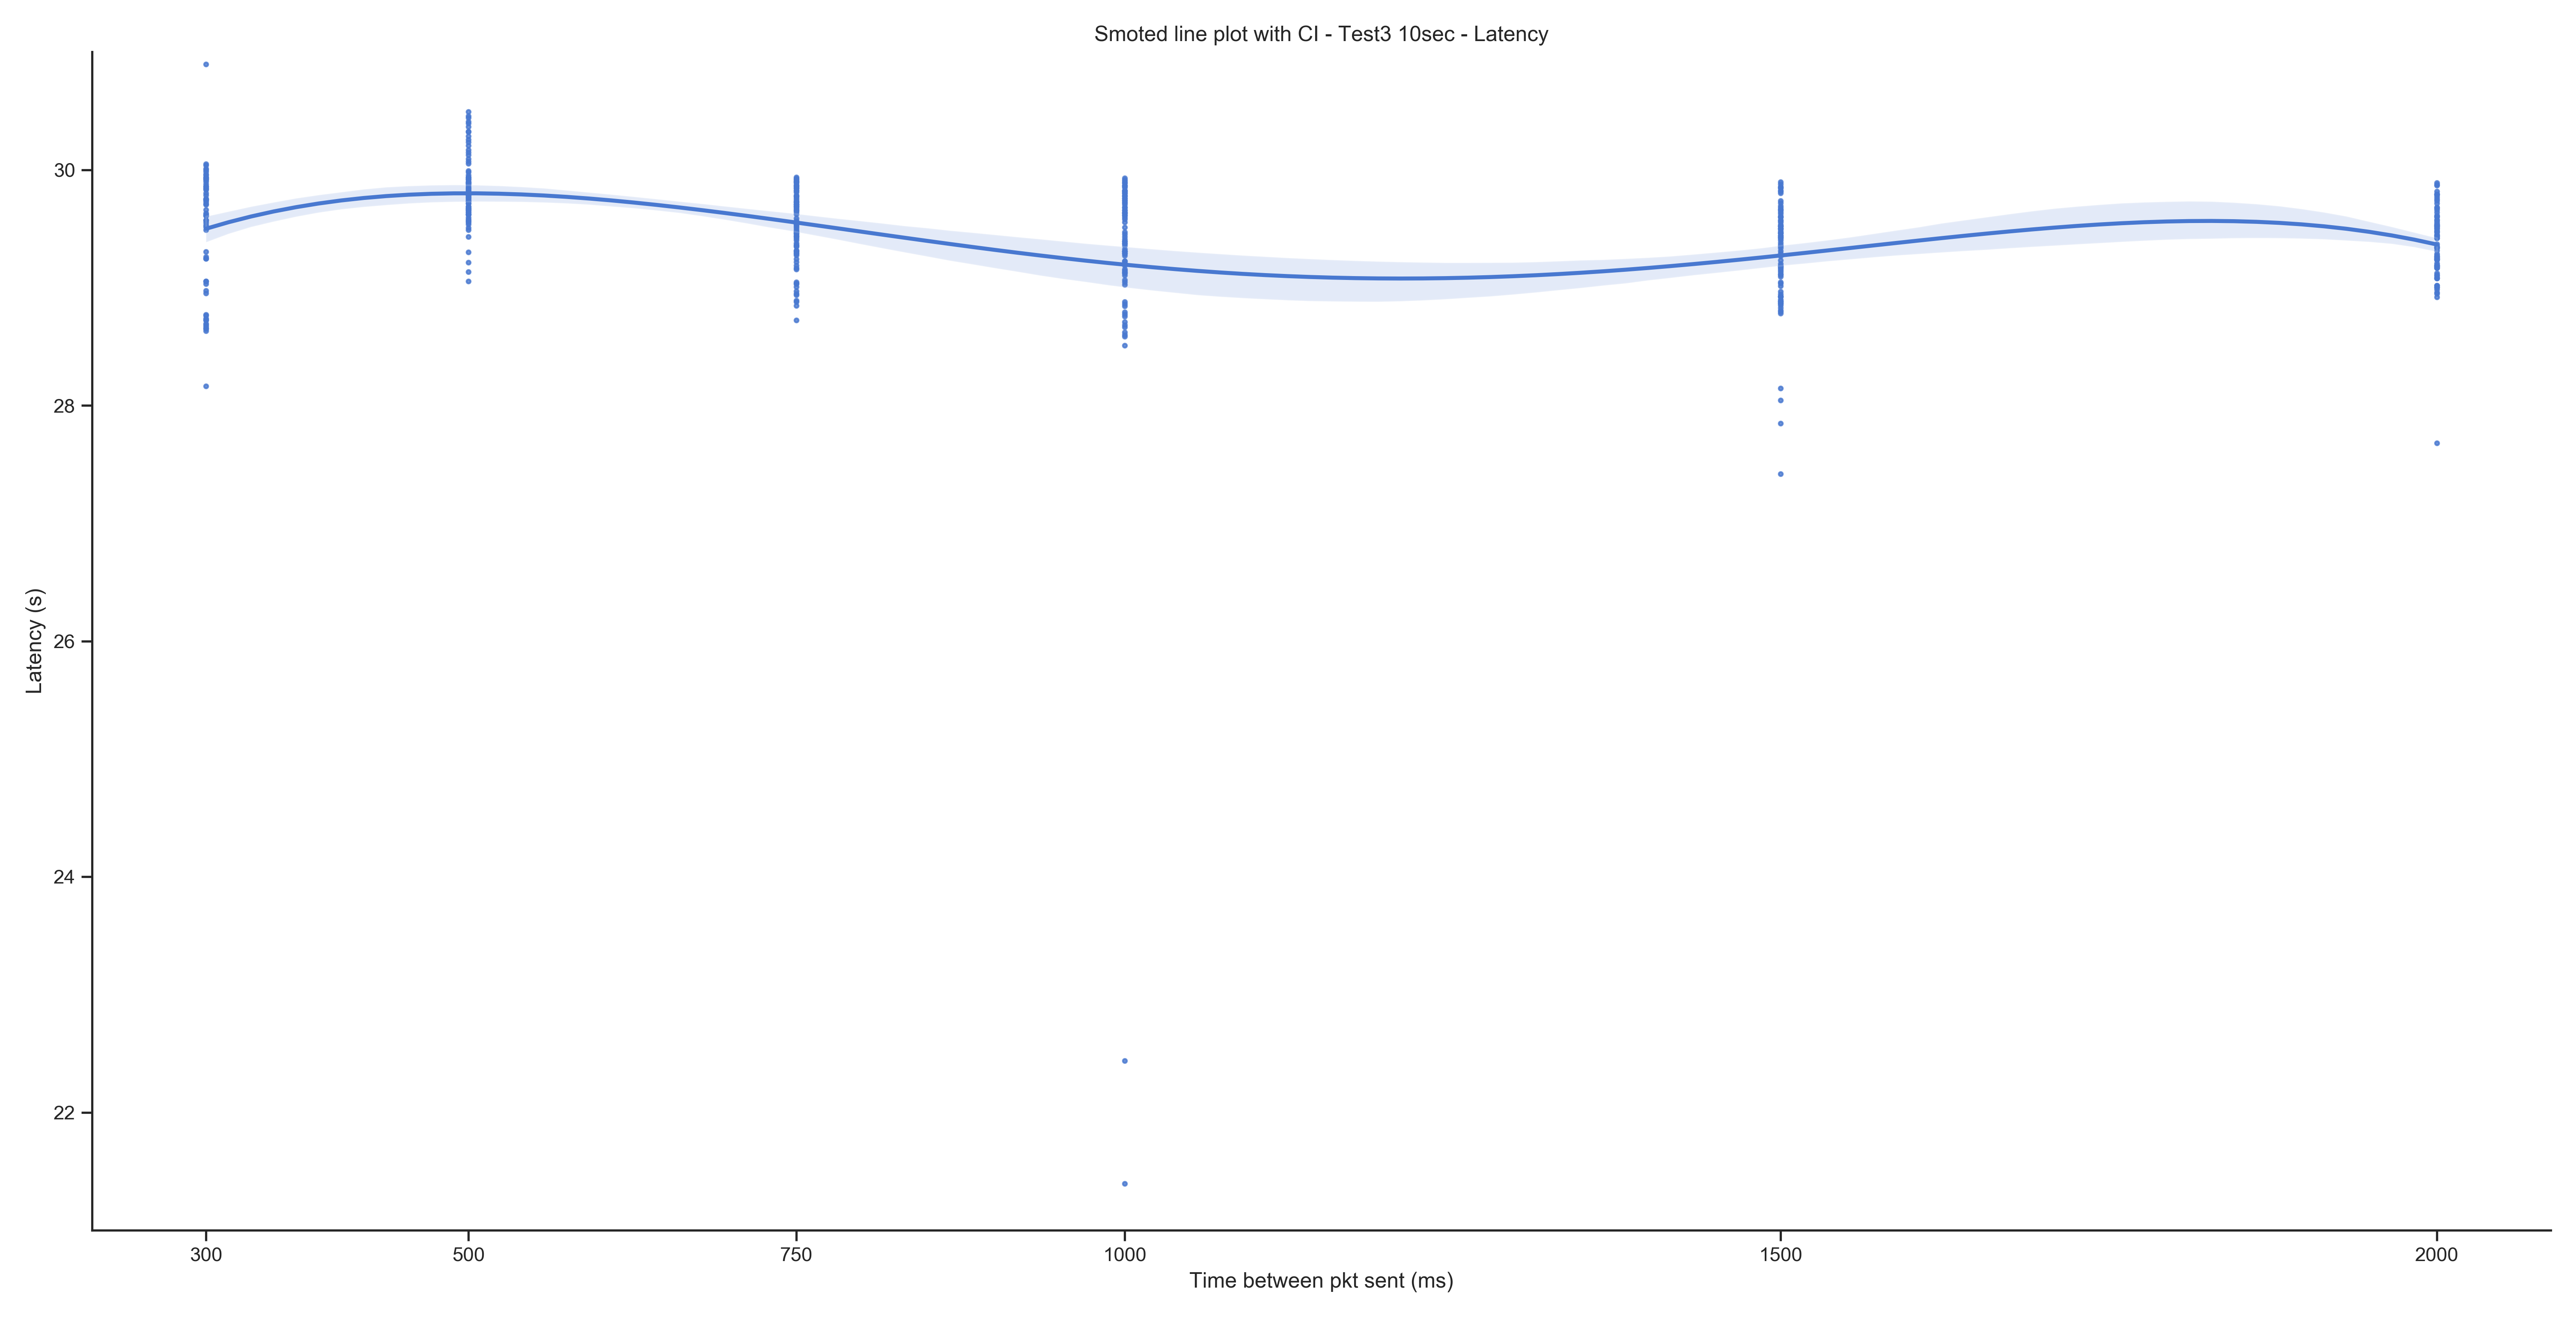 Smoted line plot with CI - Test3 10sec - Latency
30
28
26
24
22
Latency (s)
300 500 750 1000 1500 2000
Time between pkt sent (ms)